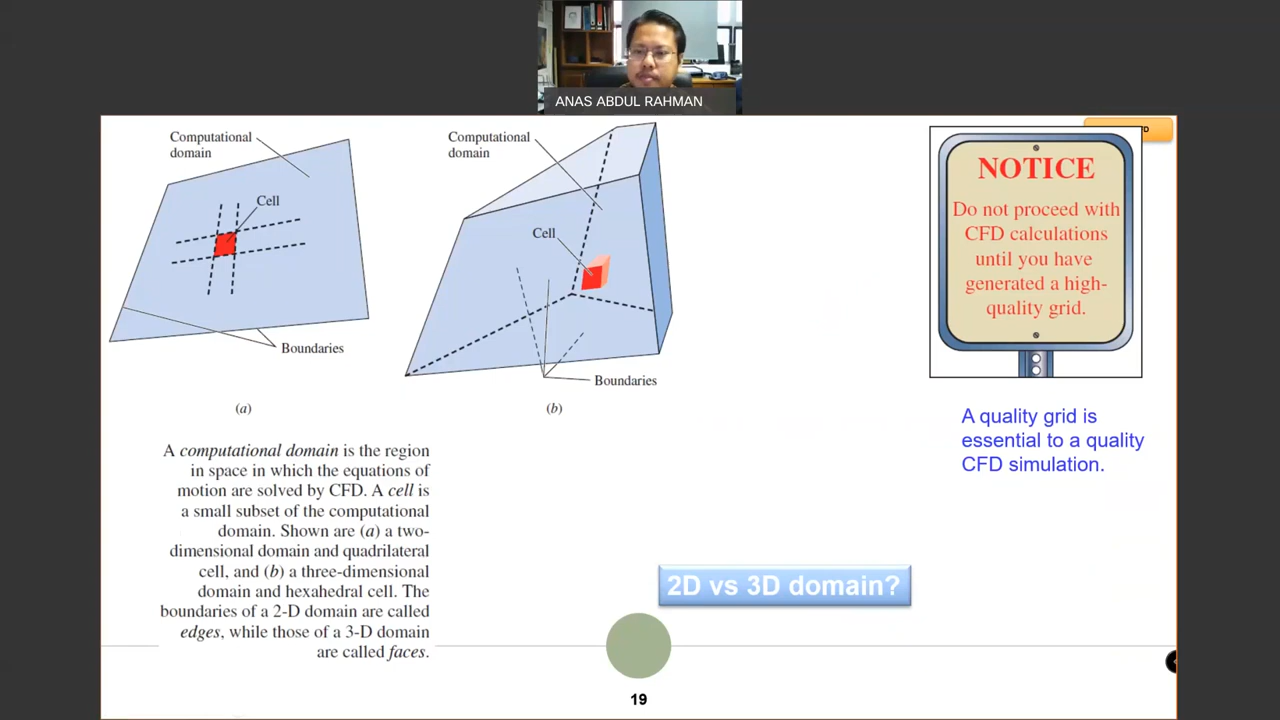 ANAS ABDUL RAHMAN
Computational
domain
Cell
Boundaries
(a)
Computational
domain
Cell
Boundaries
(b)
A computational domain is the region
in space in which the equations of
motion are solved by CFD. A cell is
a small subset of the computational
domain. Shown are (a) a two-
dimensional domain and quadrilateral
cell, and (b) a three-dimensional
domain and hexahedral cell. The
boundaries of a 2-D domain are called
edges, while those of a 3-D domain
are called faces.
NOTICE
Do not proceed with
CFD calculations
until you have
generated a high-
quality grid.
A quality grid is
essential to a quality
CFD simulation.
2D vs 3D domain?
19